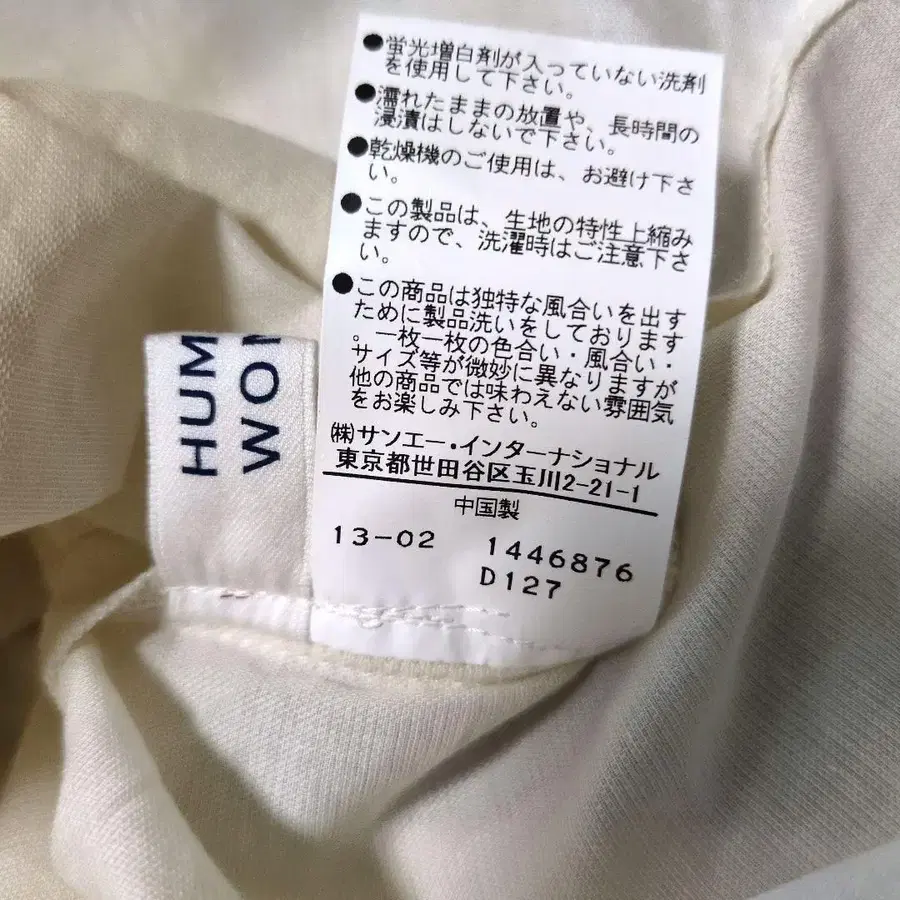 ●蛍光増白剤が入っていない洗剤
を使用して下さい。
●濡れたままの放置や、長時間の
浸漬はしないで下さい。
●乾燥機のご使用は、お避け下さ
い。
●この製品は、生地の特性上縮み
ますので、洗濯時はご注意下さ
い。
●この商品は独特な風合いを出す
ために製品洗いをしております
。一枚一枚の色合い・風合い・
サイズ等が微妙に異なりますが
他の商品では味わえない雰囲気
をお楽しみ下さい。
㈱サンエー・インターナショナル
東京都世田谷区玉川2-21-1
中国製
13-02 1446876
D127
HUM